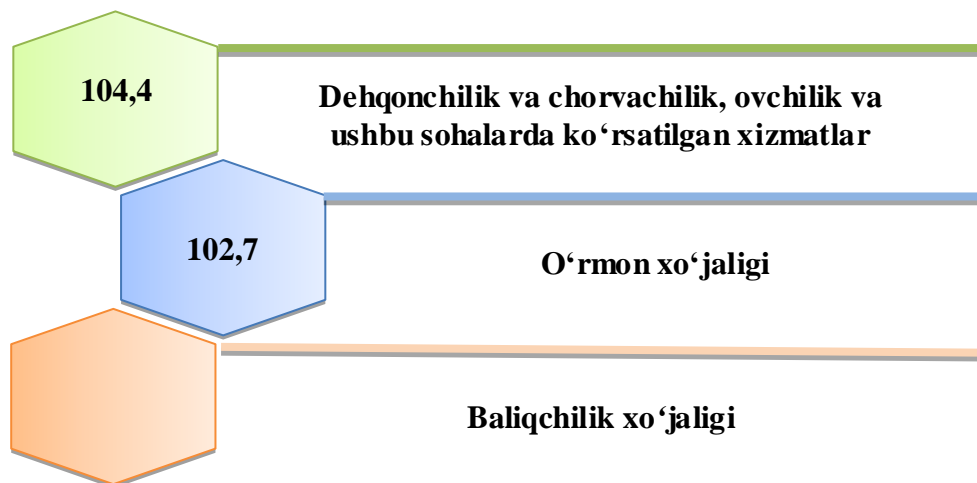 104,4
Dehqonchilik va chorvachilik, ovchilik va
ushbu sohalarda ko‘rsatilgan xizmatlar
102,7
O‘rmon xo‘jaligi
Baliqchilik xo‘jaligi